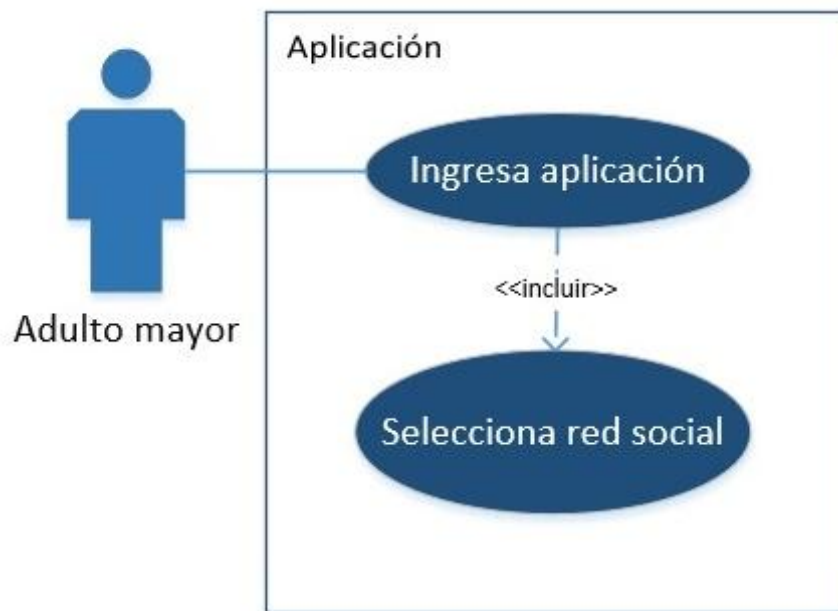 Aplicación
Ingresa aplicación
<<incluir>>
Adulto mayor
Selecciona red social